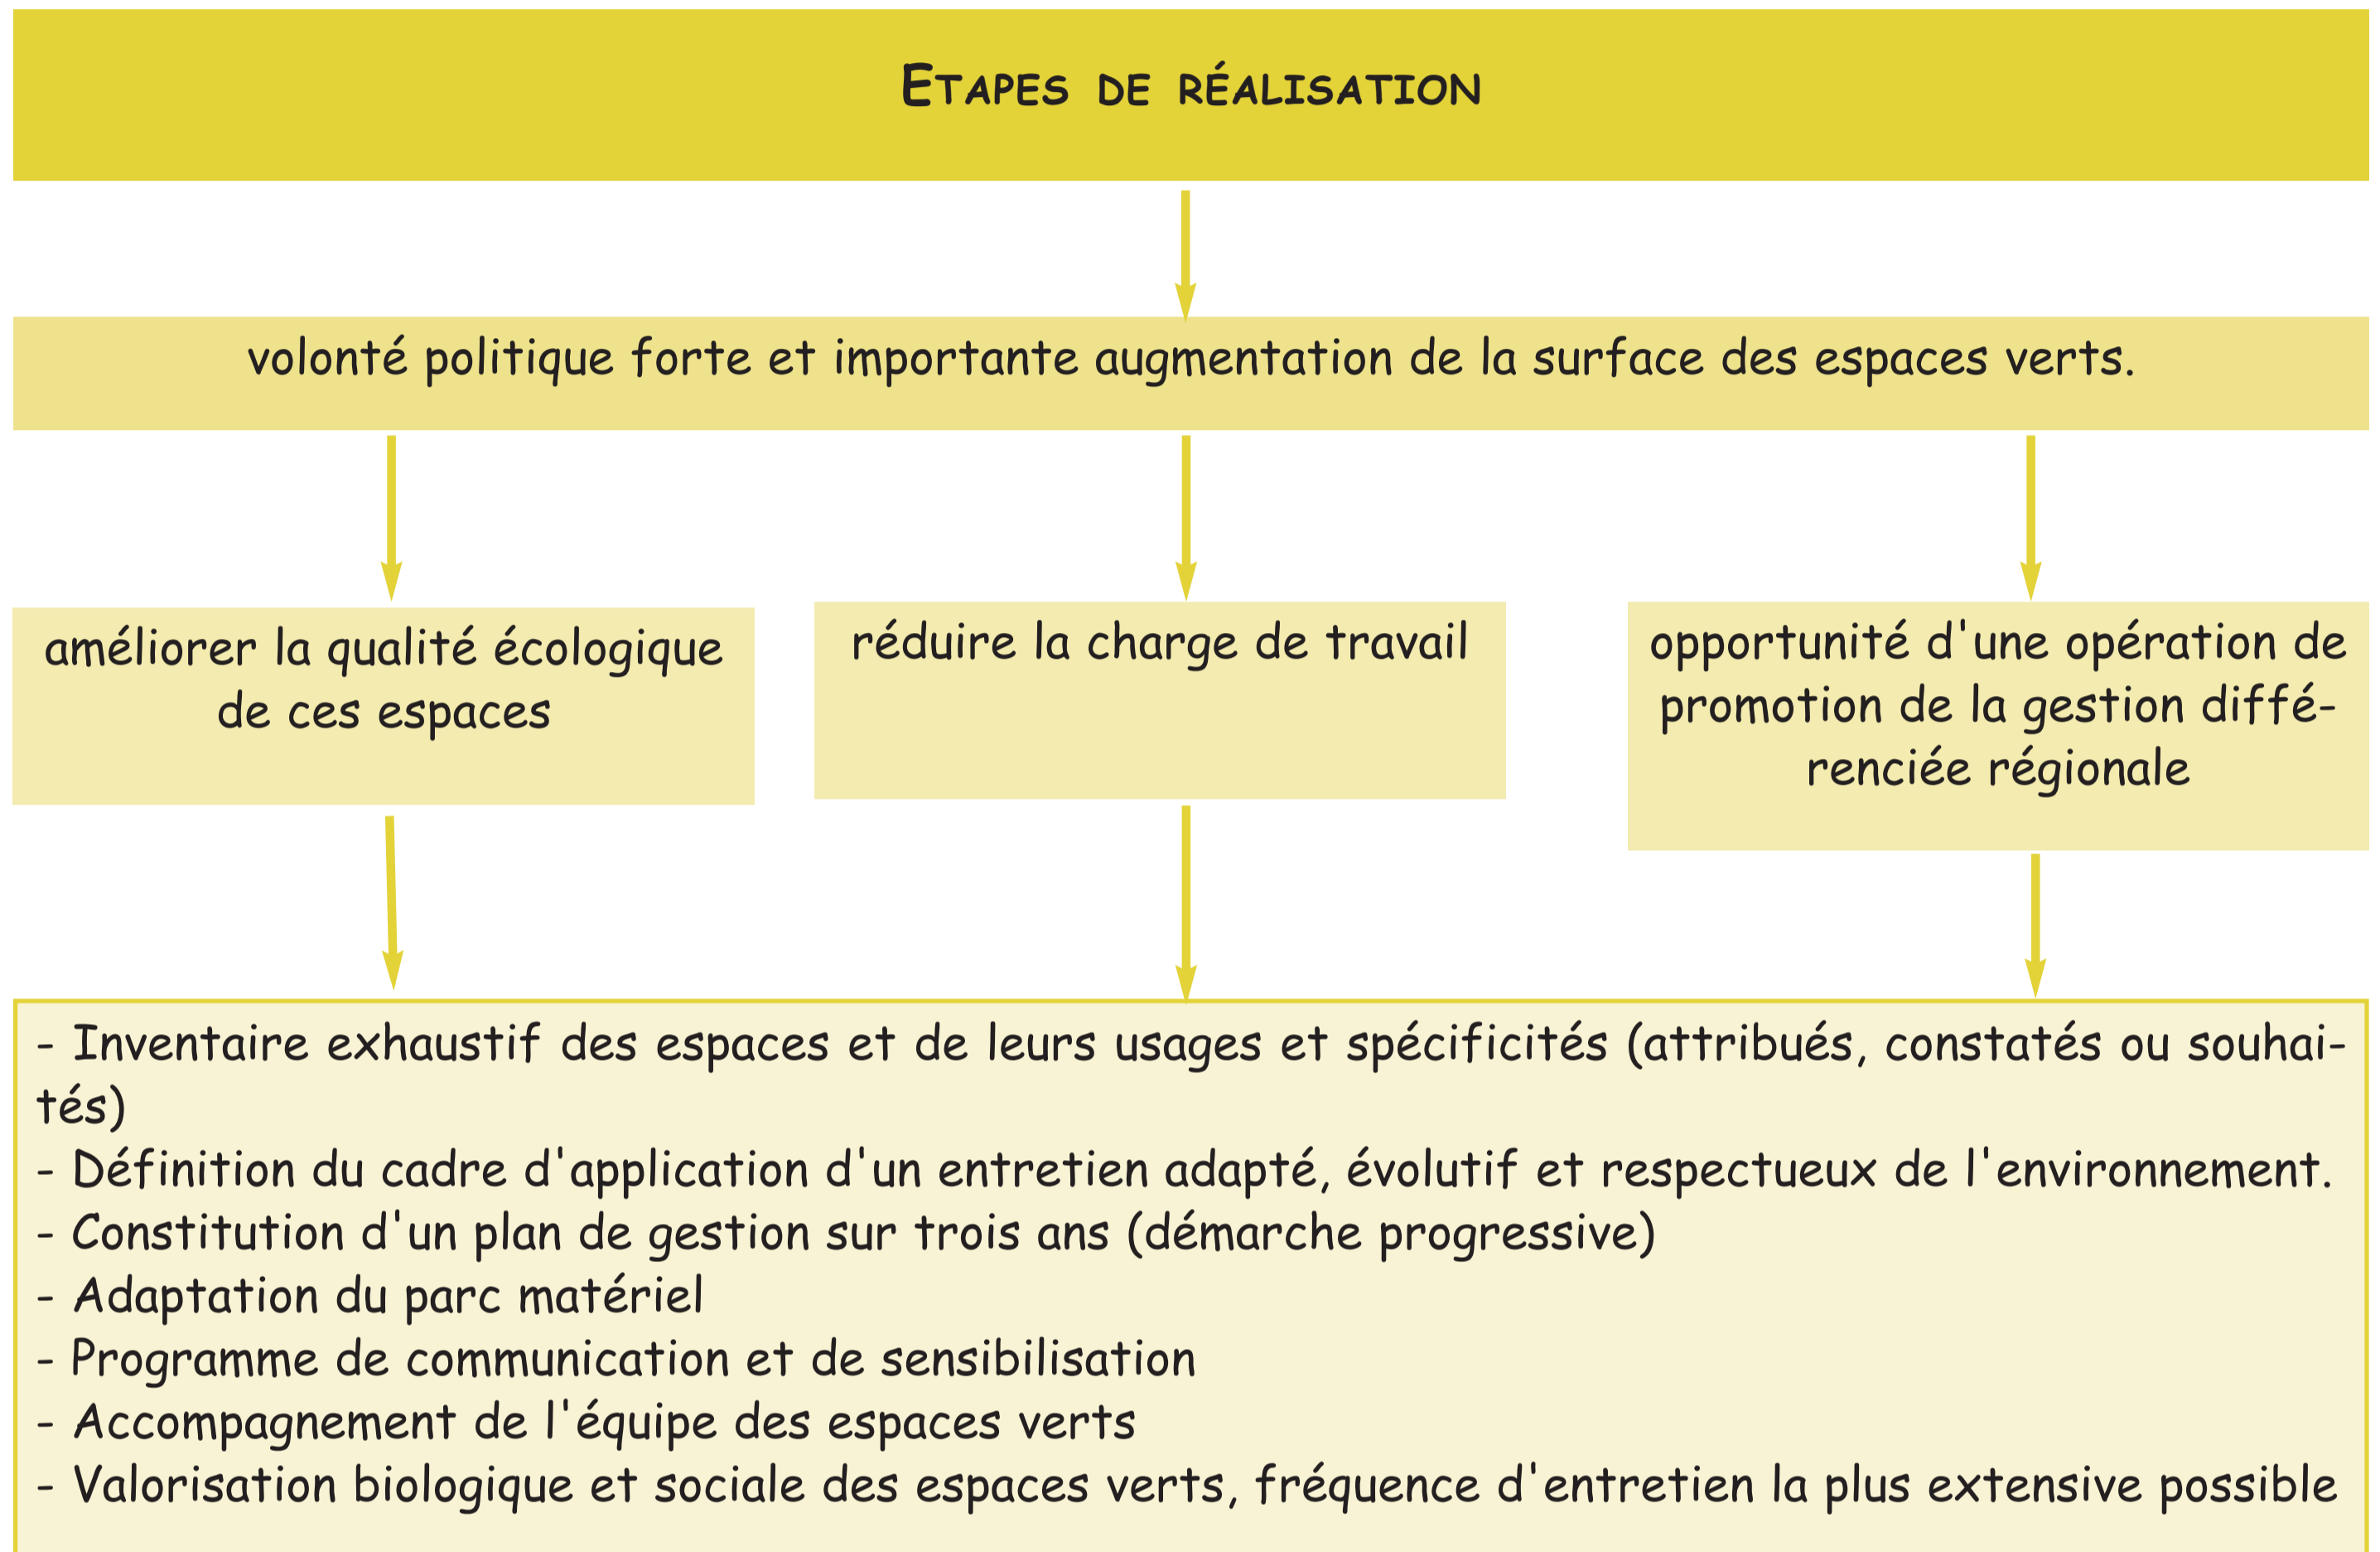 Etapes de réalisation
volonté politique forte et importante augmentation de la surface des espaces verts.
améliorer la qualité écologique
de ces espaces
réduire la charge de travail
opportunité d'une opération de
promotion de la gestion diffé-
renciée régionale
- Inventaire exhaustif des espaces et de leurs usages et spécificités (attribués, constatés ou souhai-
tés)
- Définition du cadre d'application d'un entretien adapté, évolutif et respectueux de l'environnement.
- Constitution d'un plan de gestion sur trois ans (démarche progressive)
- Adaptation du parc matériel
- Programme de communication et de sensibilisation
- Accompagnement de l'équipe des espaces verts
- Valorisation biologique et sociale des espaces verts, fréquence d'entretien la plus extensive possible